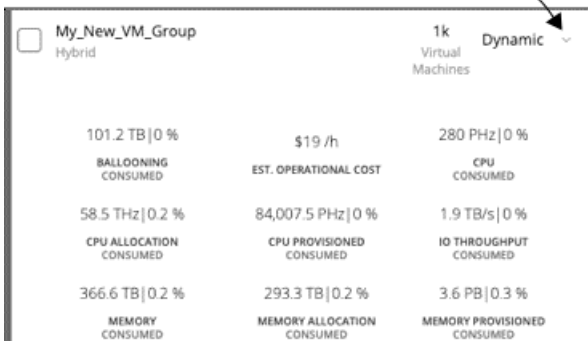 My_New_VM_Group
Hybrid
1k
Virtual
Machines
Dynamic
101.2 TB|0 %
BALLOONING
CONSUMED
$19 /h
EST. OPERATIONAL COST
280 PHz|0 %
CPU
CONSUMED
58.5 THz|0.2 %
CPU ALLOCATION
CONSUMED
84,007.5 PHz|0 %
CPU PROVISIONED
CONSUMED
1.9 TB/s|0 %
IO THROUGHPUT
CONSUMED
366.6 TB|0.2 %
MEMORY
CONSUMED
293.3 TB|0.2 %
MEMORY ALLOCATION
CONSUMED
3.6 PB|0.3 %
MEMORY PROVISIONED
CONSUMED